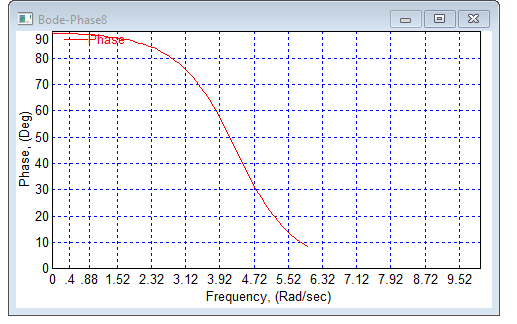 Bode-Phase8
Phase
90
80
70
60
50
40
30
20
10
0
Phase, (Deg)
0 .4 .88 1.52 2.32 3.12 3.92 4.72 5.52 6.32 7.12 7.92 8.72 9.52
Frequency, (Rad/sec)